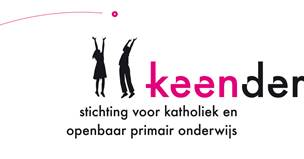 keender
stichting voor katholiek en
openbaar primair onderwijs